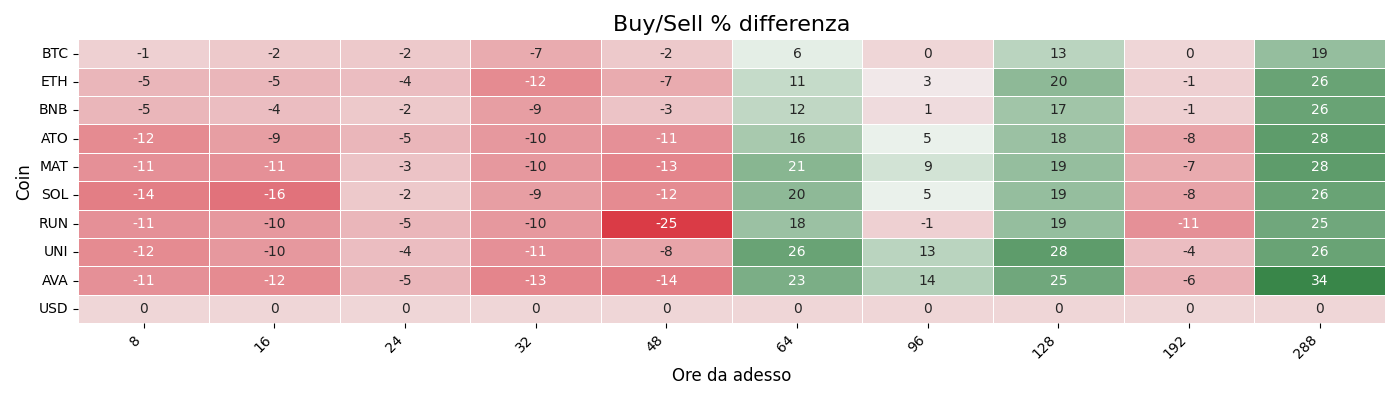 Buy/Sell % differenza
Coin
BTC -1 -2 -2 -7 -2 6 0 13 0 19
ETH -5 -5 -4 -12 -7 11 3 20 -1 26
BNB -5 -4 -2 -9 -3 12 1 17 -1 26
ATO -12 -9 -5 -10 -11 16 5 18 -8 28
MAT -11 -11 -3 -10 -13 21 9 19 -7 28
SOL -14 -16 -2 -9 -12 20 5 19 -8 26
RUN -11 -10 -5 -10 -25 18 -1 19 -11 25
UNI -12 -10 -4 -11 -8 26 13 28 -4 26
AVA -11 -12 -5 -13 -14 23 14 25 -6 34
USD 0 0 0 0 0 0 0 0 0 0
8 16 24 32 48 64 96 128 192 288
Ore da adesso